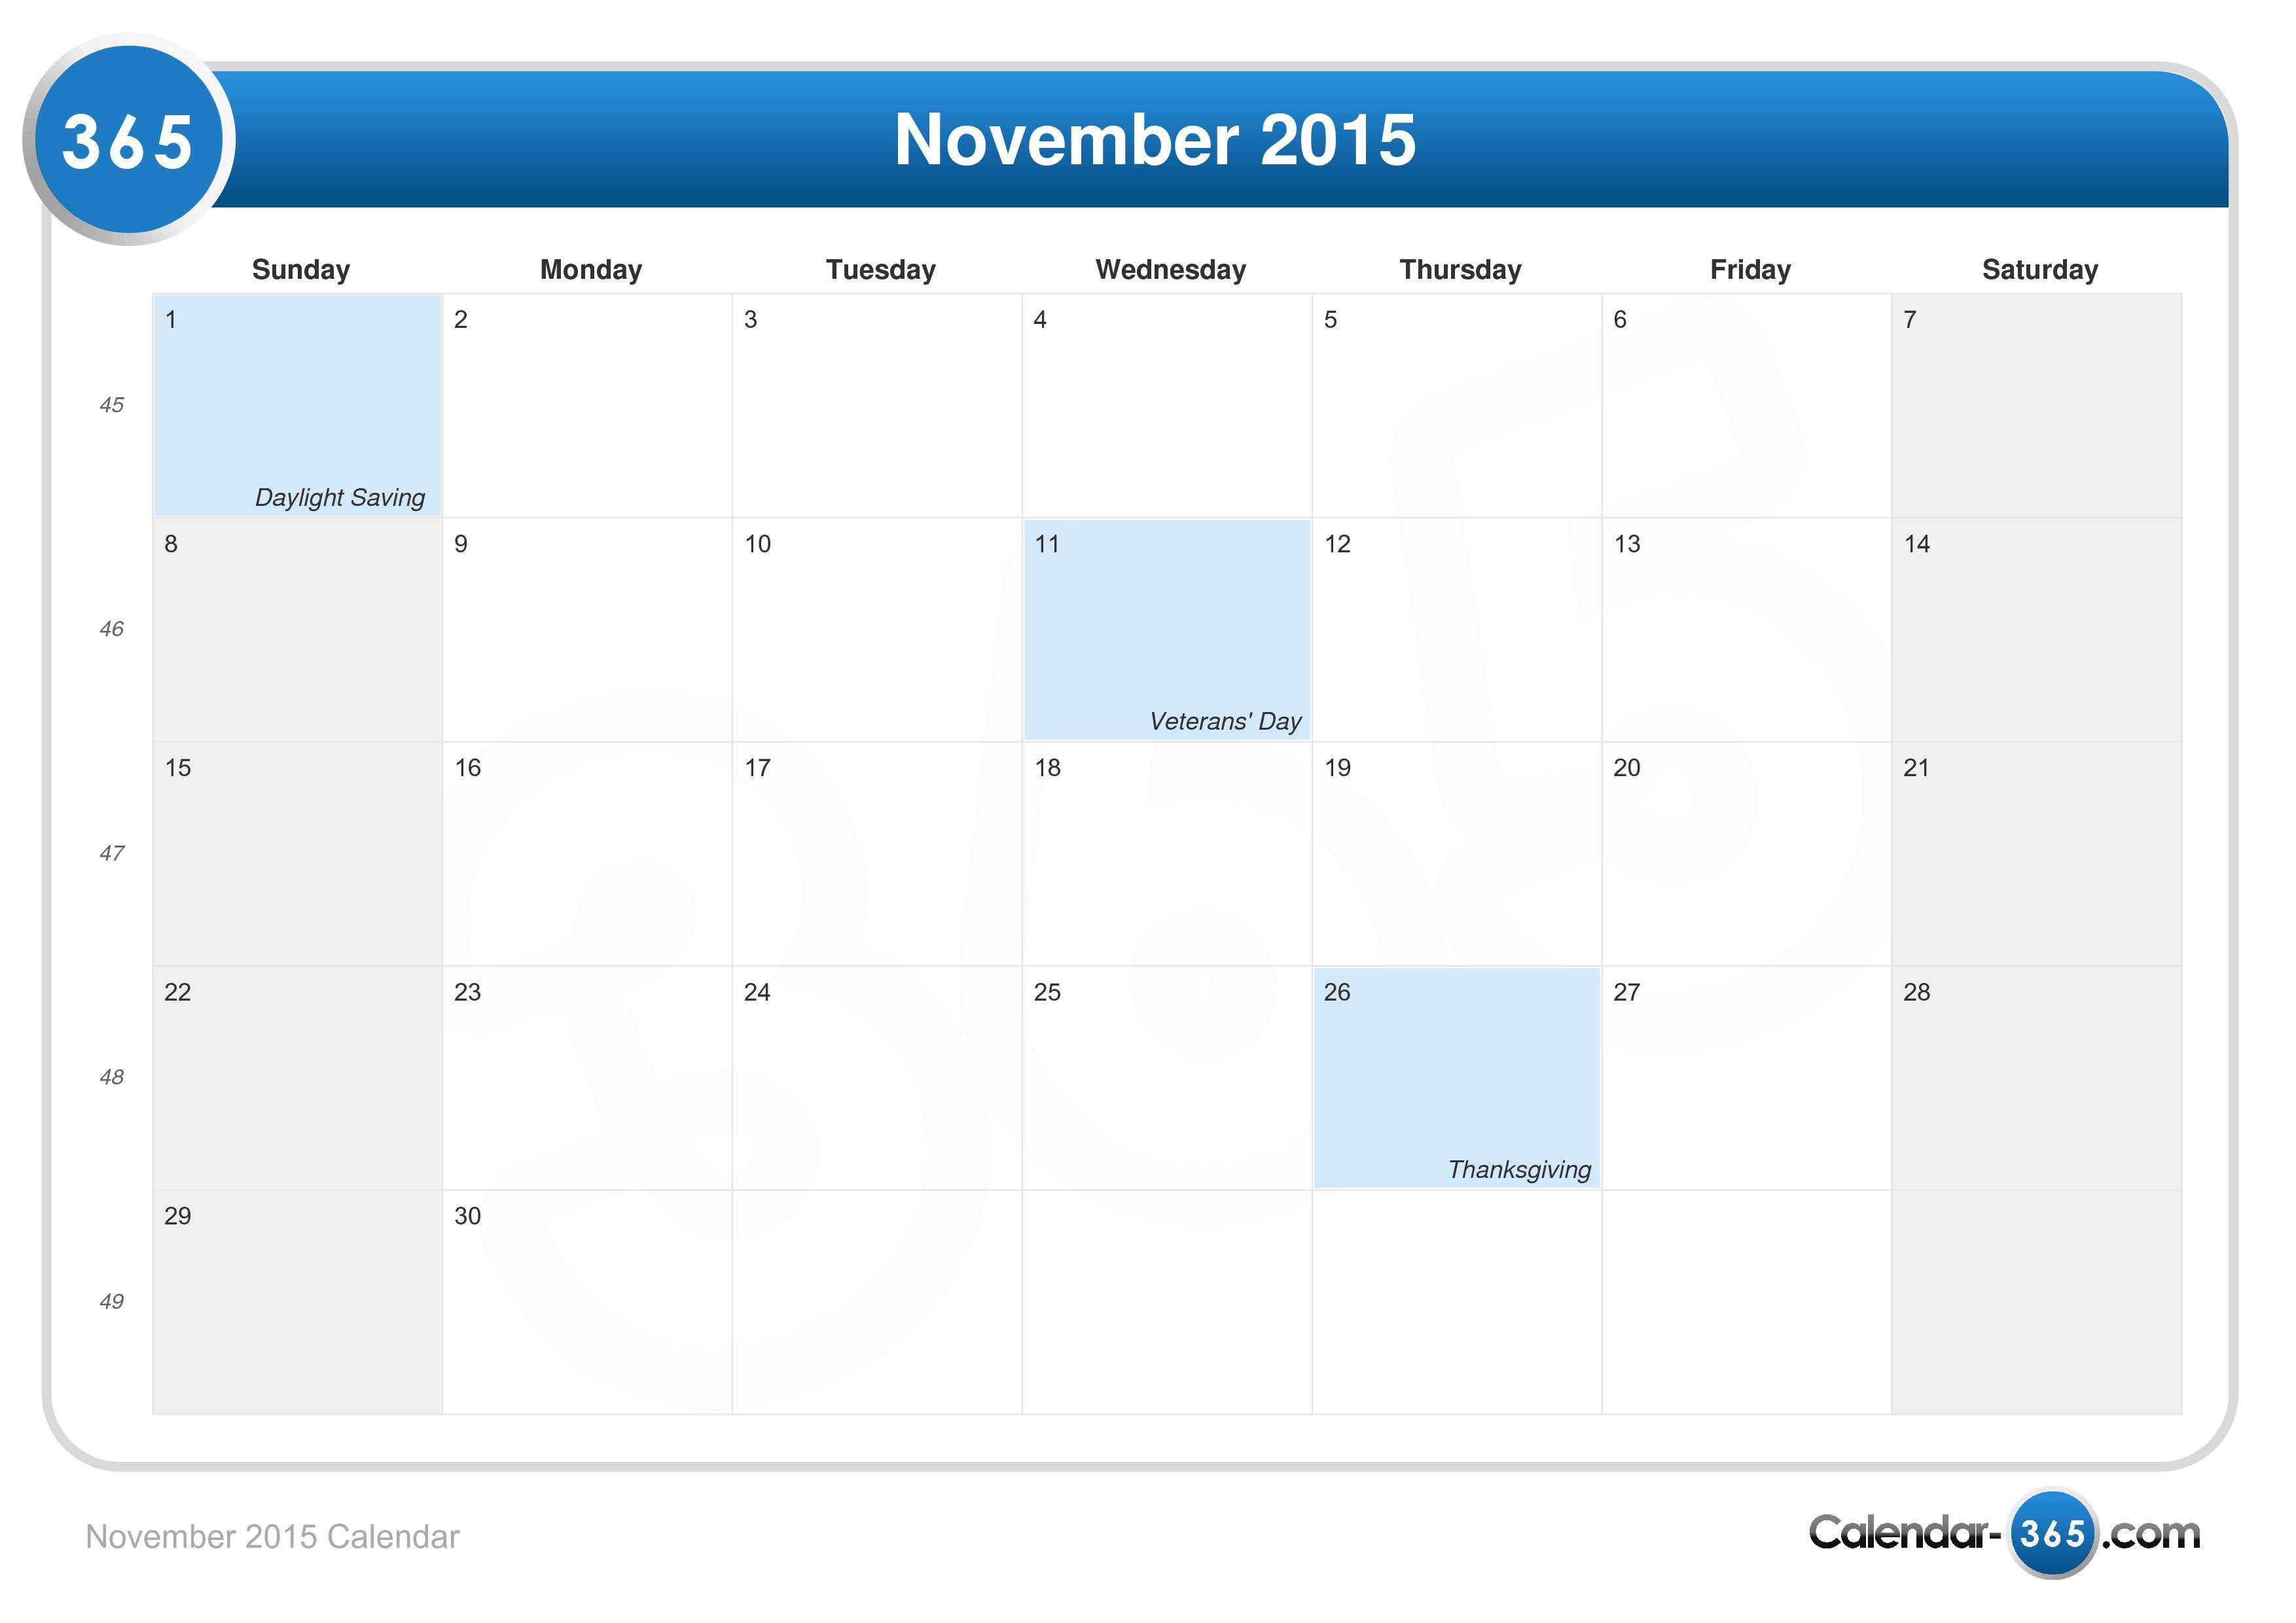 365
November 2015
Sunday Monday Tuesday Wednesday Thursday Friday Saturday
1 2 3 4 5 6 7
45
Daylight Saving
8 9 10 11 12 13 14
46
Veterans' Day
15 16 17 18 19 20 21
47
22 23 24 25 26 27 28
48
Thanksgiving
29 30
49
365
November 2015 Calendar
Calendar-365.com